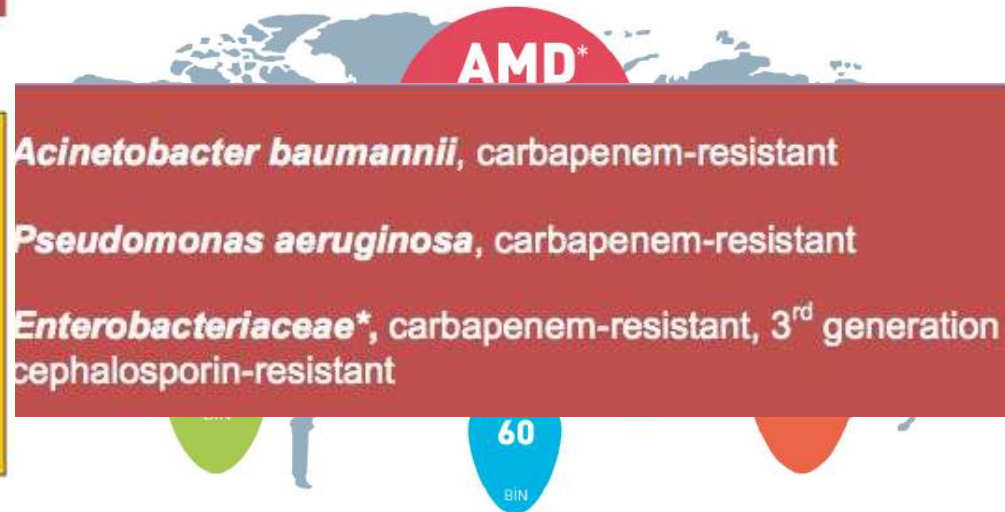 AMD*
Acinetobacter baumannii, carbapenem-resistant
Pseudomonas aeruginosa, carbapenem-resistant
Enterobacteriaceae*, carbapenem-resistant, 3rd generation
cephalosporin-resistant
60
BIN